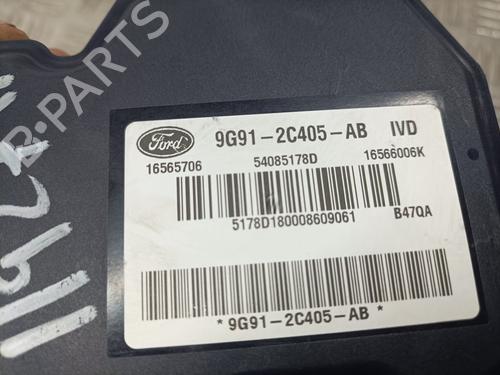 Ford
9G91-2C405-AB IVD
16565706 54085178D 16566006K
5178D180008609061 B47QA
*9G91-2C405-AB*
B-PARTS